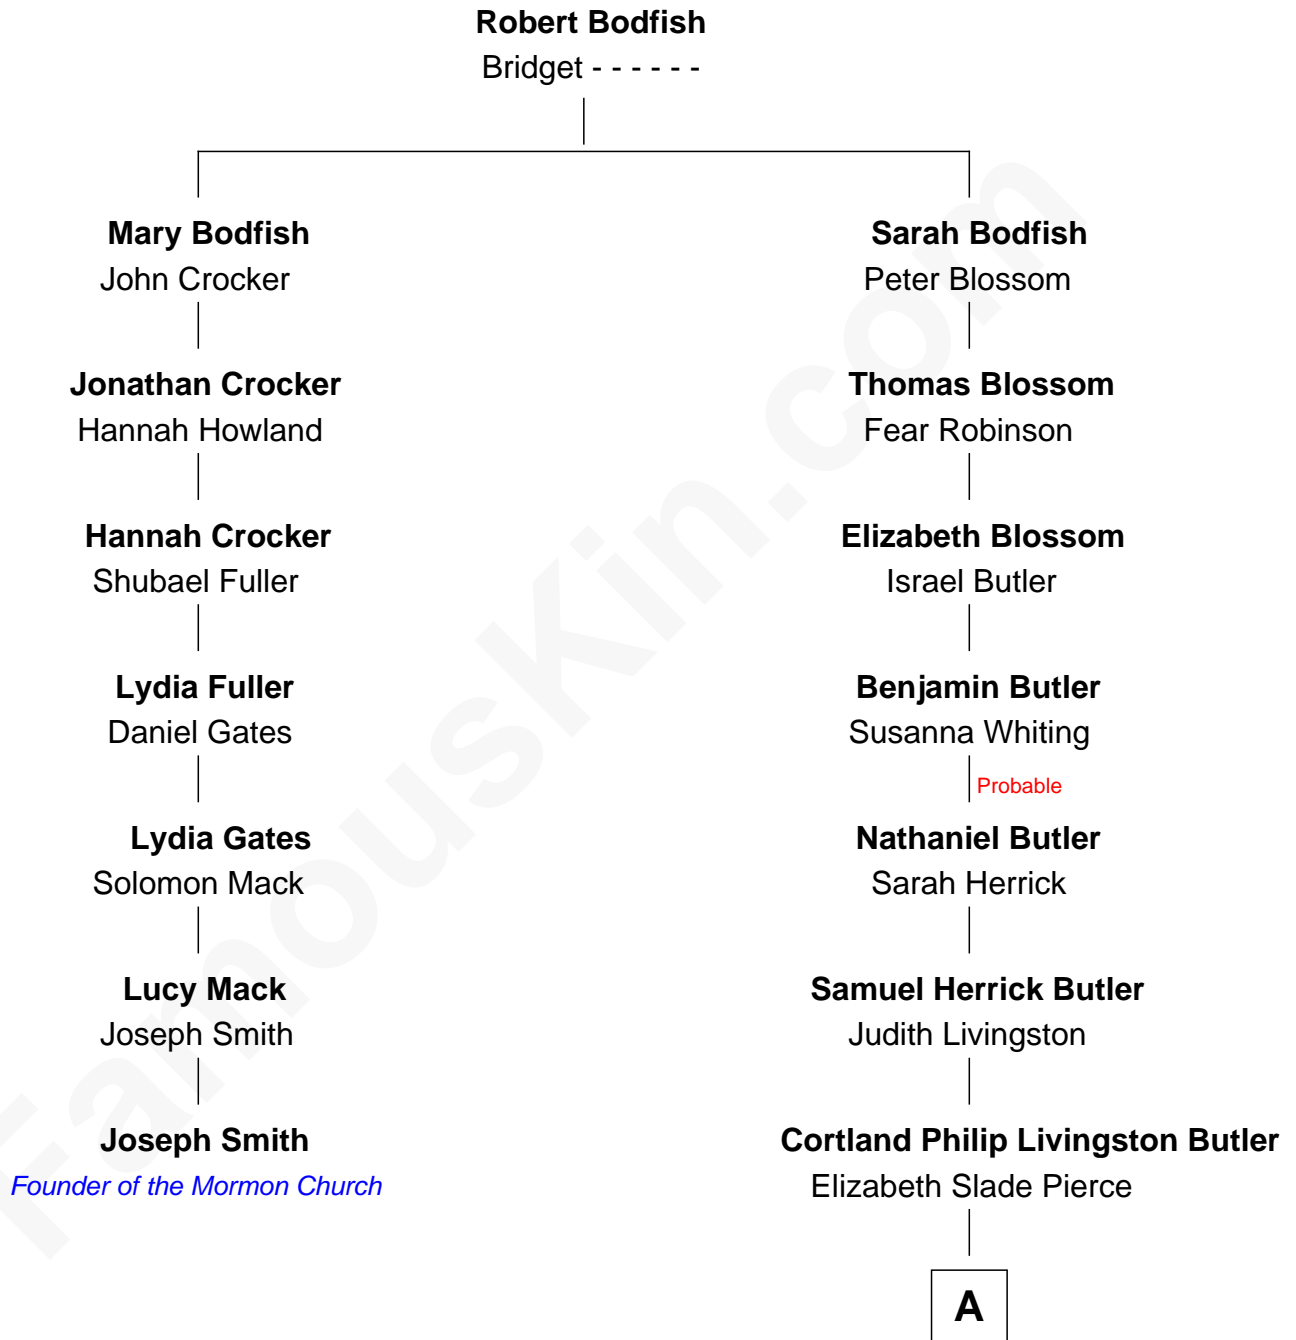 Robert Bodfish
Bridget - - - - - -
Mary Bodfish
John Crocker
Sarah Bodfish
Peter Blossom
Jonathan Crocker
Hannah Howland
Thomas Blossom
Fear Robinson
Hannah Crocker
Shubael Fuller
Elizabeth Blossom
Israel Butler
Lydia Fuller
Daniel Gates
Benjamin Butler
Susanna Whiting
Probable
Lydia Gates
Solomon Mack
Nathaniel Butler
Sarah Herrick
Lucy Mack
Joseph Smith
Samuel Herrick Butler
Judith Livingston
Joseph Smith
Founder of the Mormon Church
Cortland Philip Livingston Butler
Elizabeth Slade Pierce
A
FamousKin.com